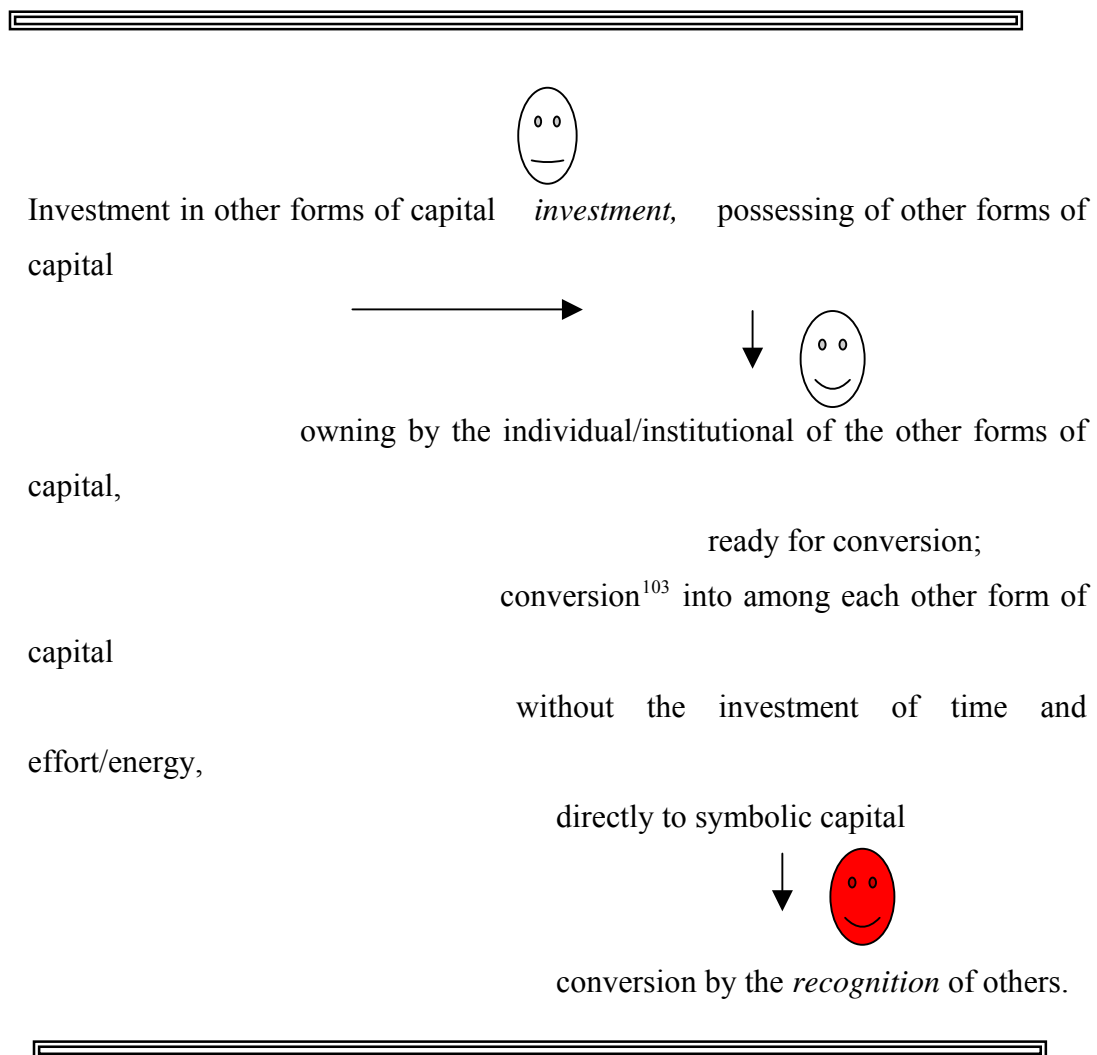 Investment in other forms of capital investment, possessing of other forms of
capital
owning by the individual/institutional of the other forms of
capital,
ready for conversion;
conversion103 into among each other form of
capital
without the investment of time and
effort/energy,
directly to symbolic capital
conversion by the recognition of others.